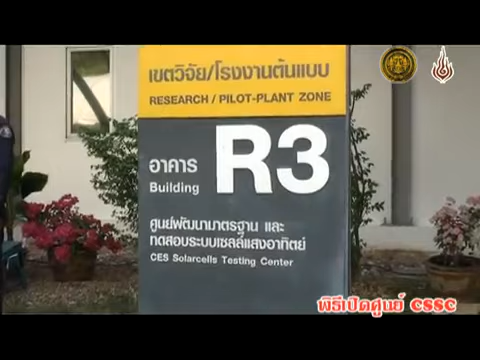 เขตวิจัย/โรงงานต้นแบบ
RESEARCH / PILOT-PLANT ZONE
อาคาร
Building
R3
ศูนย์พัฒนามาตรฐาน และ
ทดสอบระบบเซลล์แสงอาทิตย์
CES Solarcells Testing Center
พิธีเปิดศูนย์ CSSC